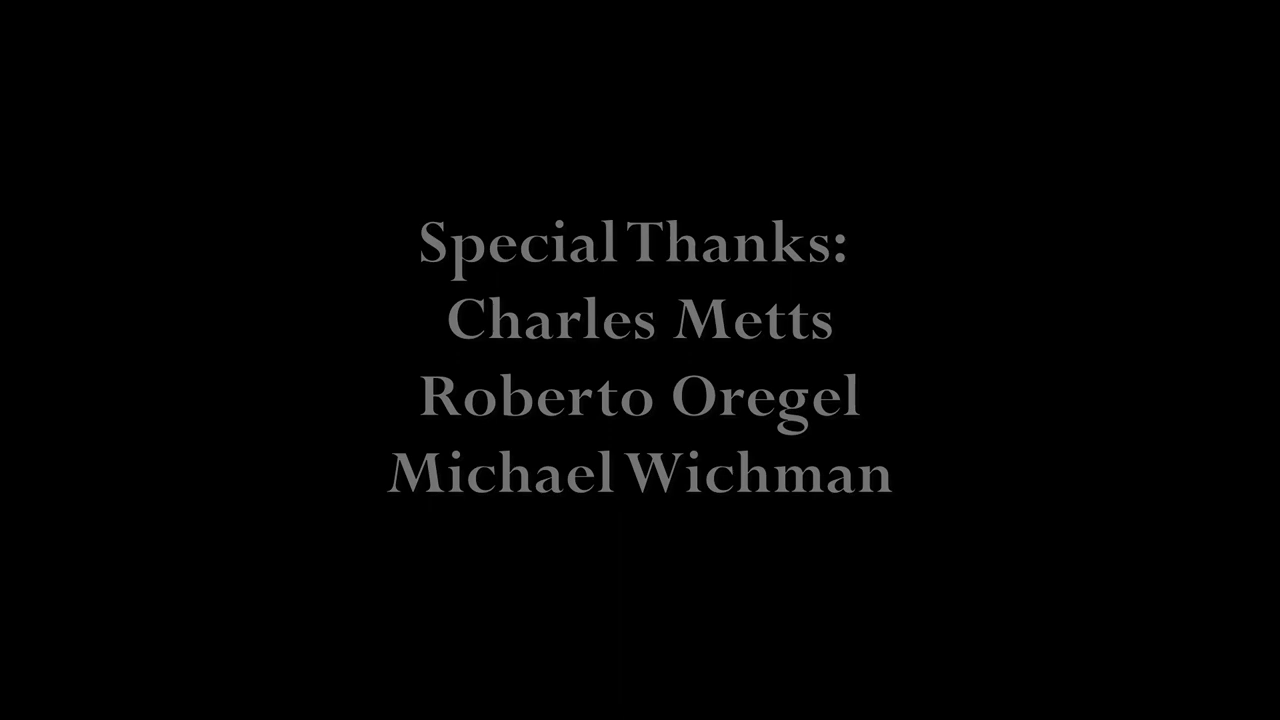 Special Thanks:
Charles Metts
Roberto Oregel
Michael Wichman